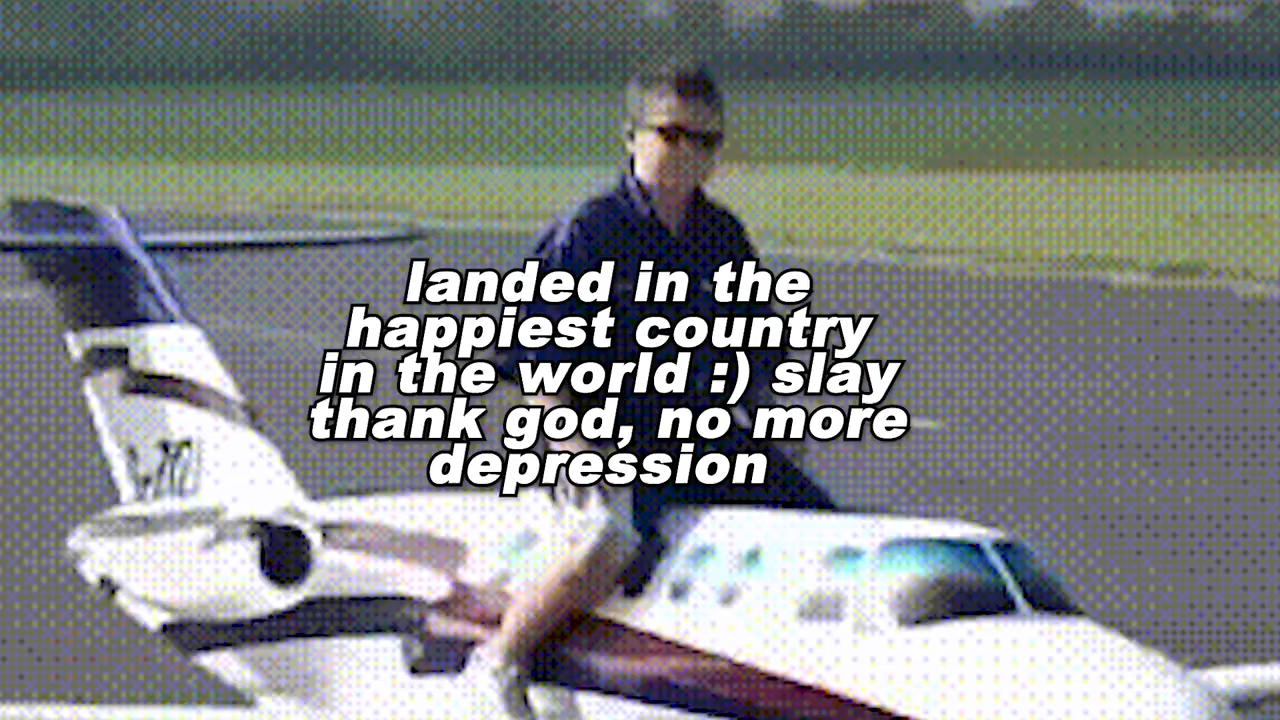 landed in the
happiest country
in the world :) slay
thank god, no more
depression